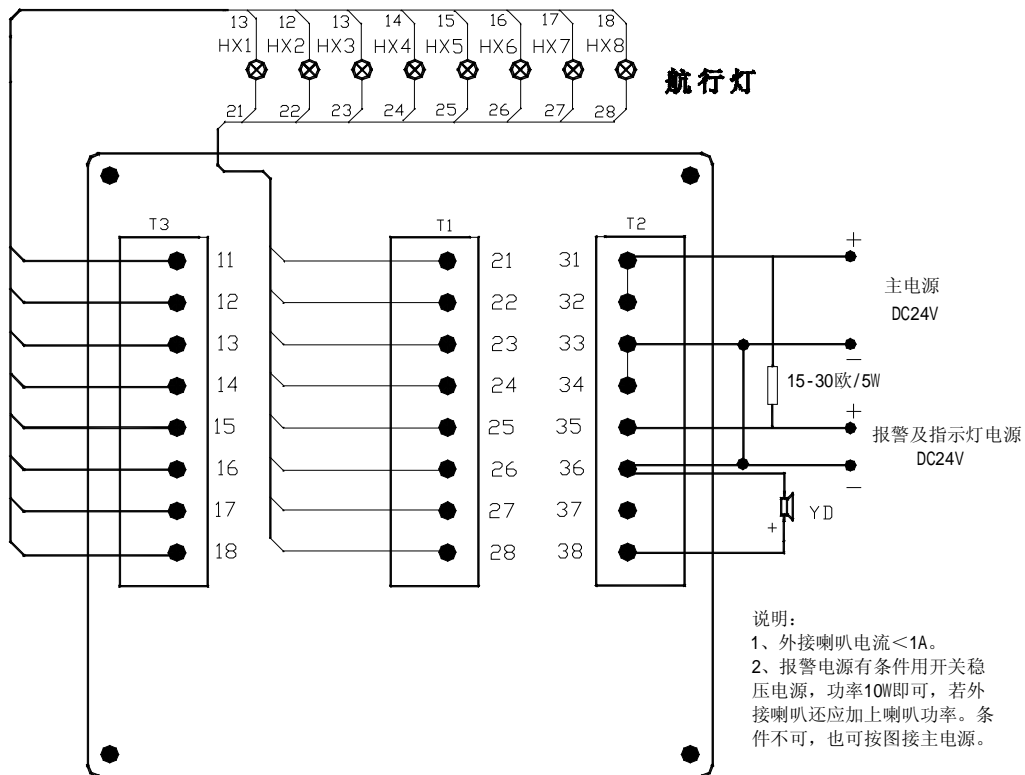 13 12 13 14 15 16 17 18
HX1 HX2 HX3 HX4 HX5 HX6 HX7 HX8
航行灯
21 22 23 24 25 26 27 28
T3 T1 T2
11 21 31
12 22 32
13 23 33
14 24 34
15 25 35
16 26 36
17 27 37
18 28 38
+
主电源
DC24V
—
15-30欧/5W
+
报警及指示灯电源
DC24V
—
YD
+
说明：
1、外接喇叭电流＜1A。
2、报警电源有条件用开关稳
压电源，功率10W即可，若外
接喇叭还应加上喇叭功率。条
件不可，也可按图接主电源。